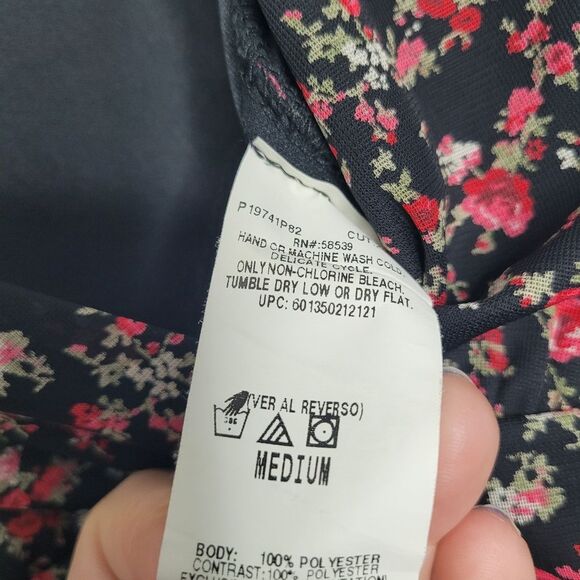 P19741P82 CUT
RN#:58539
HAND OR MACHINE WASH COLD
DELICATE CYCLE.
ONLY NON-CHLORINE BLEACH.
TUMBLE DRY LOW OR DRY FLAT.
UPC: 601350212121
(VER AL REVERSO)
MEDIUM
BODY: 100% POLYESTER
CONTRAST: 100% POLYESTER